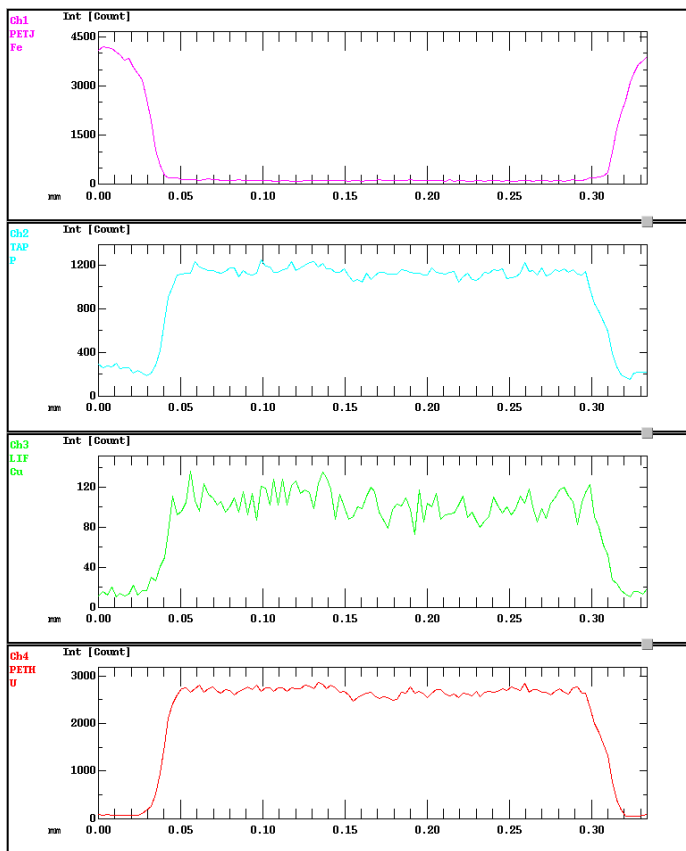 Ch1 Int [Count]
PETJ 4500
Fe
3000
1500
0
mm 0.00 0.05 0.10 0.15 0.20 0.25 0.30
Ch2 Int [Count]
TAP 1200
P
800
400
0
mm 0.00 0.05 0.10 0.15 0.20 0.25 0.30
Ch3 Int [Count]
LIF 120
Cu
80
40
0
mm 0.00 0.05 0.10 0.15 0.20 0.25 0.30
Ch4 Int [Count]
PETH 3000
U
2000
1000
0
mm 0.00 0.05 0.10 0.15 0.20 0.25 0.30